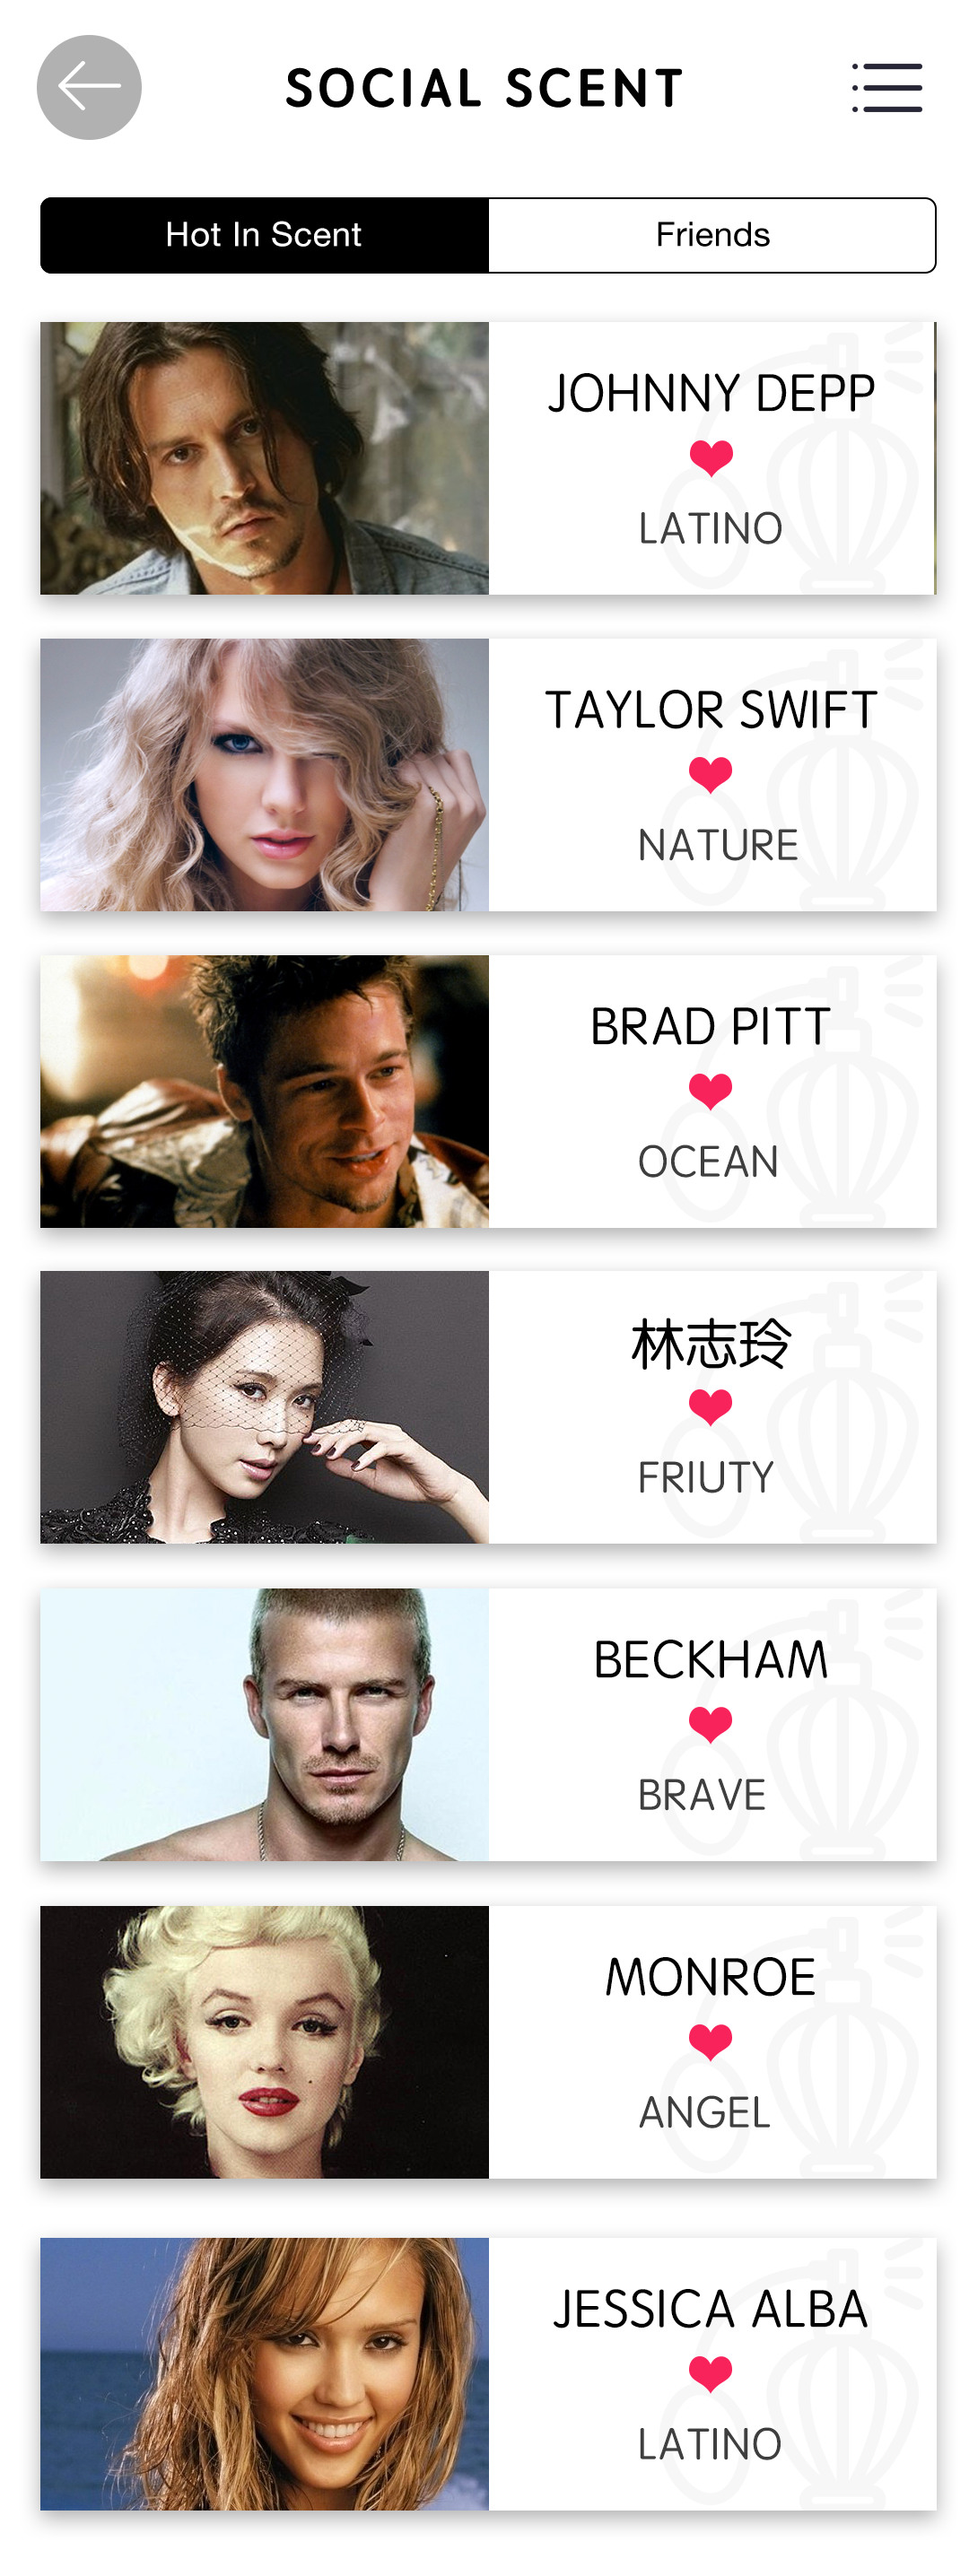 SOCIAL SCENT
Hot In Scent
Friends
JOHNNY DEPP
LATINO
TAYLOR SWIFT
NATURE
BRAD PITT
OCEAN
林志玲
FRIUTY
BECKHAM
BRAVE
MONROE
ANGEL
JESSICA ALBA
LATINO